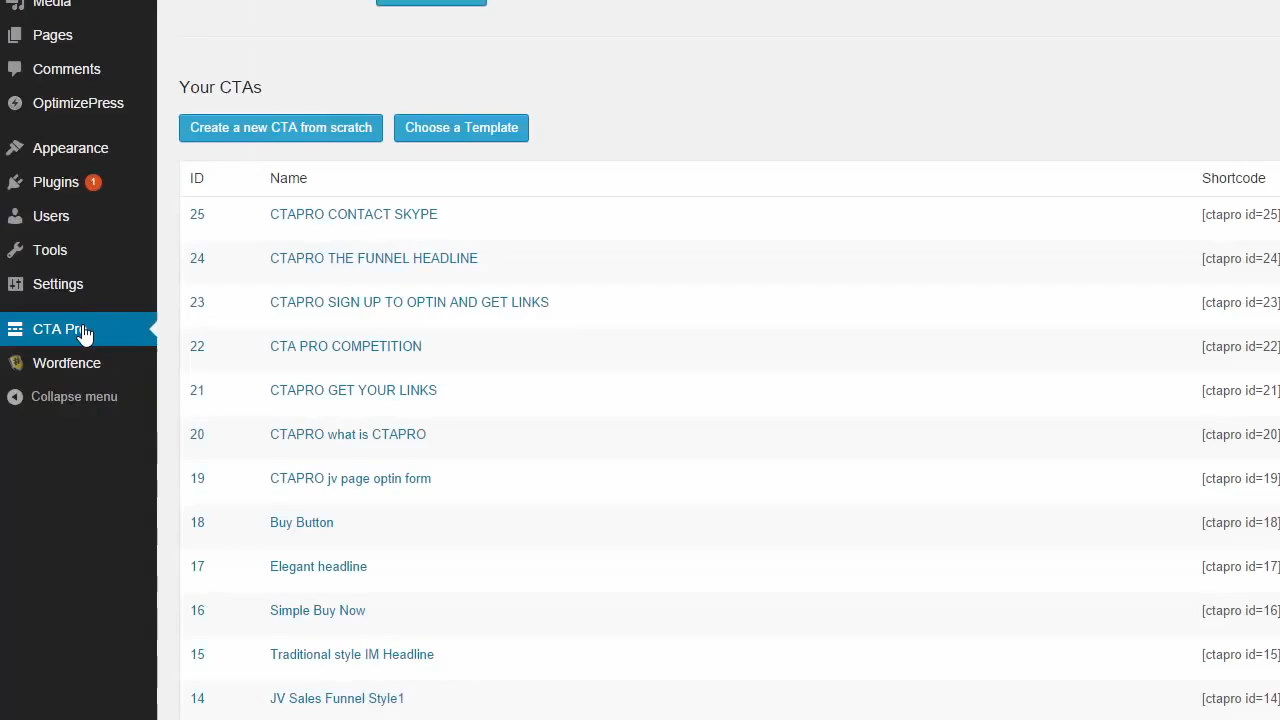 Media
Pages
Comments
OptimizePress
Appearance
Plugins 1
Users
Tools
Settings
CTA Pro
Wordfence
Collapse menu
Your CTAs
Create a new CTA from scratch Choose a Template
ID Name Shortcode
25 CTAPRO CONTACT SKYPE [ctapro id=25]
24 CTAPRO THE FUNNEL HEADLINE [ctapro id=24]
23 CTAPRO SIGN UP TO OPTIN AND GET LINKS [ctapro id=23]
22 CTA PRO COMPETITION [ctapro id=22]
21 CTAPRO GET YOUR LINKS [ctapro id=21]
20 CTAPRO what is CTAPRO [ctapro id=20]
19 CTAPRO jv page optin form [ctapro id=19]
18 Buy Button [ctapro id=18]
17 Elegant headline [ctapro id=17]
16 Simple Buy Now [ctapro id=16]
15 Traditional style IM Headline [ctapro id=15]
14 JV Sales Funnel Style1 [ctapro id=14]